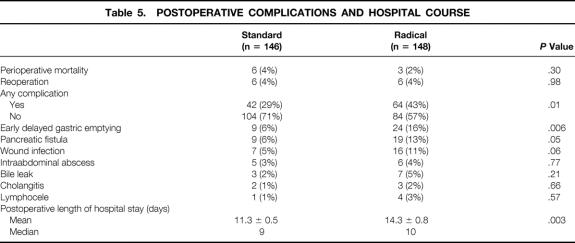 Table 5. POSTOPERATIVE COMPLICATIONS AND HOSPITAL COURSE
Standard (n = 146) Radical (n = 148) P Value
Perioperative mortality 6 (4%) 3 (2%) .30
Reoperation 6 (4%) 6 (4%) .98
Any complication
Yes 42 (29%) 64 (43%) .01
No 104 (71%) 84 (57%)
Early delayed gastric emptying 9 (6%) 24 (16%) .006
Pancreatic fistula 9 (6%) 19 (13%) .05
Wound infection 7 (5%) 16 (11%) .06
Intraabdominal abscess 5 (3%) 6 (4%) .77
Bile leak 3 (2%) 7 (5%) .21
Cholangitis 2 (1%) 3 (2%) .66
Lymphocele 1 (1%) 4 (3%) .57
Postoperative length of hospital stay (days)
Mean 11.3 ± 0.5 14.3 ± 0.8 .003
Median 9 10